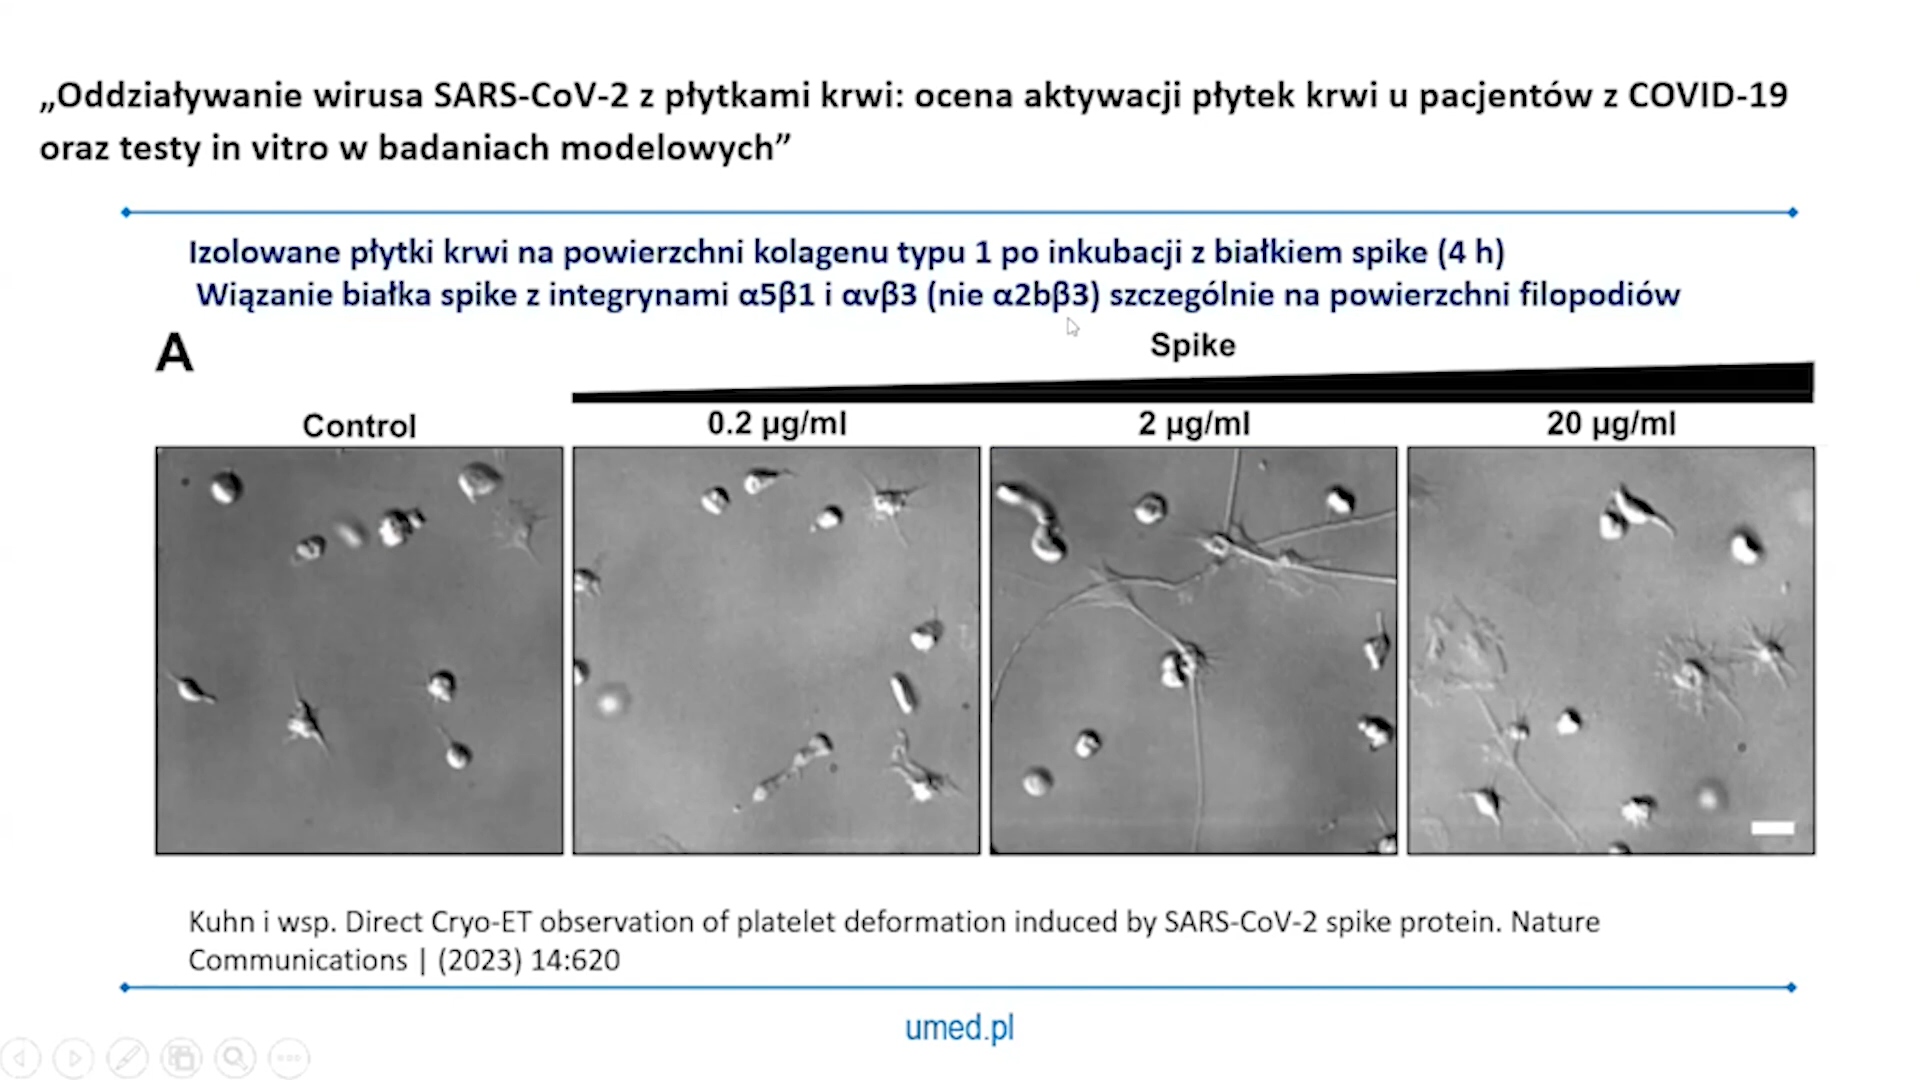 „Oddziaływanie wirusa SARS-CoV-2 z płytkami krwi: ocena aktywacji płytek krwi u pacjentów z COVID-19
oraz testy in vitro w badaniach modelowych”
Izolowane płytki krwi na powierzchni kolagenu typu 1 po inkubacji z białkiem spike (4 h)
Wiązanie białka spike z integrynami α5β1 i αvβ3 (nie α2bβ3) szczególnie na powierzchni filopodiów
A
Spike
Control
0.2 µg/ml
2 µg/ml
20 µg/ml
Kuhn i wsp. Direct Cryo-ET observation of platelet deformation induced by SARS-CoV-2 spike protein. Nature
Communications | (2023) 14:620
umed.pl